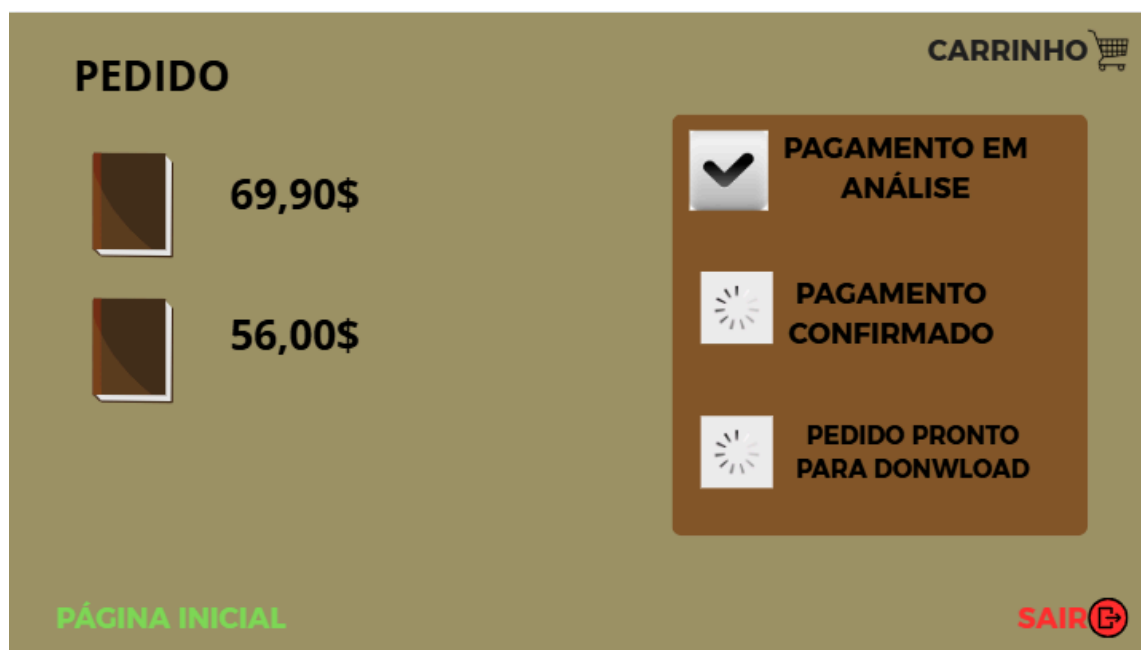 CARRINHO
PEDIDO
69,90$
56,00$
PAGAMENTO EM
ANÁLISE
PAGAMENTO
CONFIRMADO
PEDIDO PRONTO
PARA DONWLOAD
PÁGINA INICIAL
SAIR